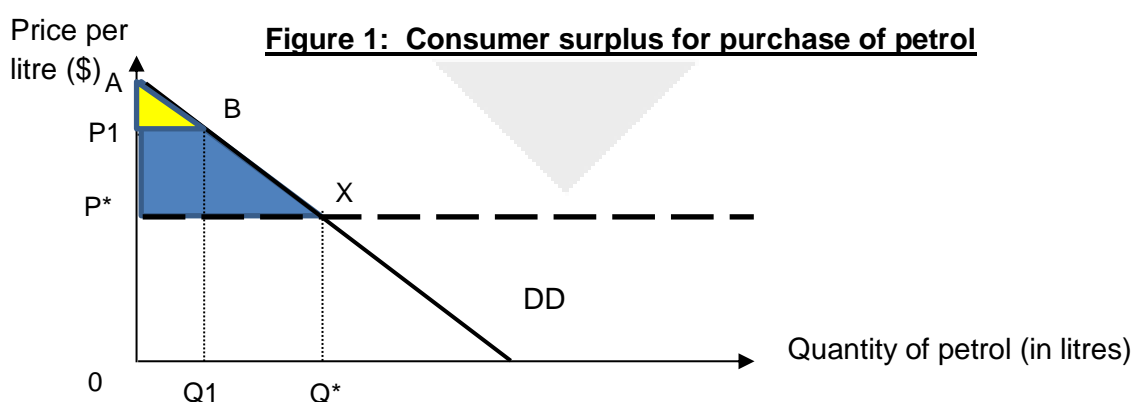 Price per
litre ($)
Figure 1: Consumer surplus for purchase of petrol
A
B
P1
X
P*
DD
Quantity of petrol (in litres)
0
Q1
Q*